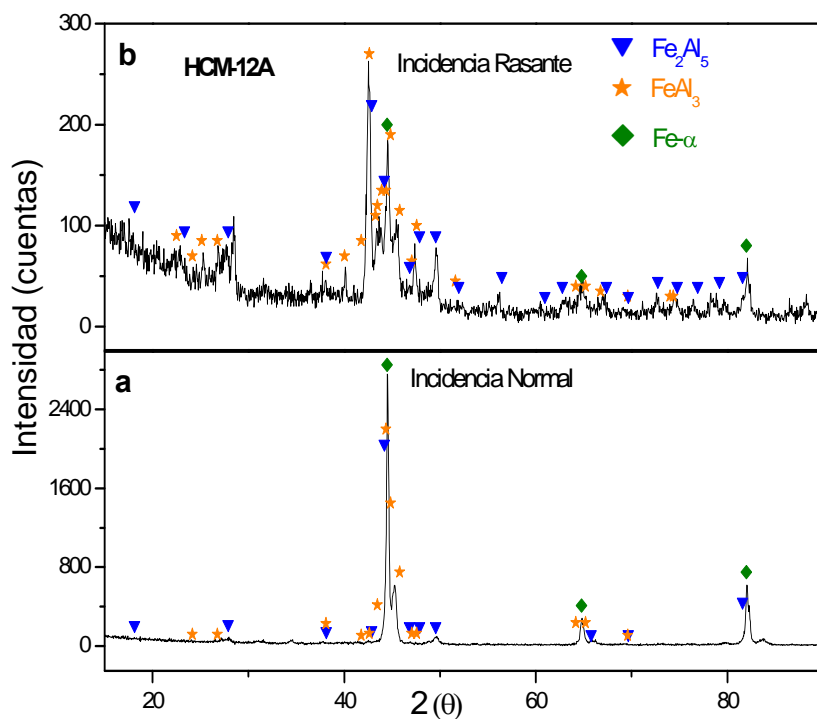 300
b
HCM-12A
Incidencia Rasante
Fe₂Al₅
FeAl₃
Fe-α
200
100
0
a
Incidencia Normal
2400
1600
800
0
20
40
60
80
2 (θ)
Intensidad (cuentas)